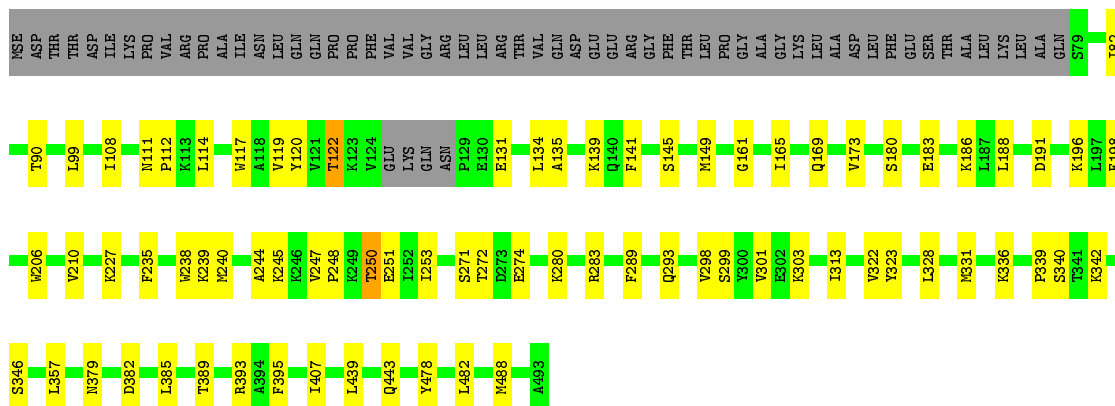 MSE ASP THR THR ASP ILE LYS PRO VAL ARG PRO ALA ILE ASN LEU GLN GLN PRO PRO PHE VAL VAL GLY ARG LEU LEU ARG THR VAL GLN ASP GLU GLU ARG GLY PHE THR LEU PRO GLY ALA GLY LYS LEU ALA ASP LEU PHE GLU SER THR ALA LEU LYS LEU ALA GLN S79
T90 L99 I108 N111 P112 K113 L114 W117 A118 V119 Y120 V121 T122 K123 V124 GLU LYS GLN ASN P129 E130 E131 L134 A135 K139 Q140 F141 S145 M149 G161 I165 Q169 V173 S180 E183 K186 L187 L188 D191 K196 L197
W206 V210 K227 F235 W238 K239 M240 A244 K245 K246 V247 P248 K249 T250 E251 I252 I253 S271 T272 D273 E274 K280 R283 F289 Q293 V298 S299 Y300 V301 E302 K303 I313 V322 Y323 L328 M331 K336 P339 S340 T341 K342
S346 L357 N379 D382 L385 T389 R393 A394 F395 I407 L439 Q443 Y478 L482 M488 A493